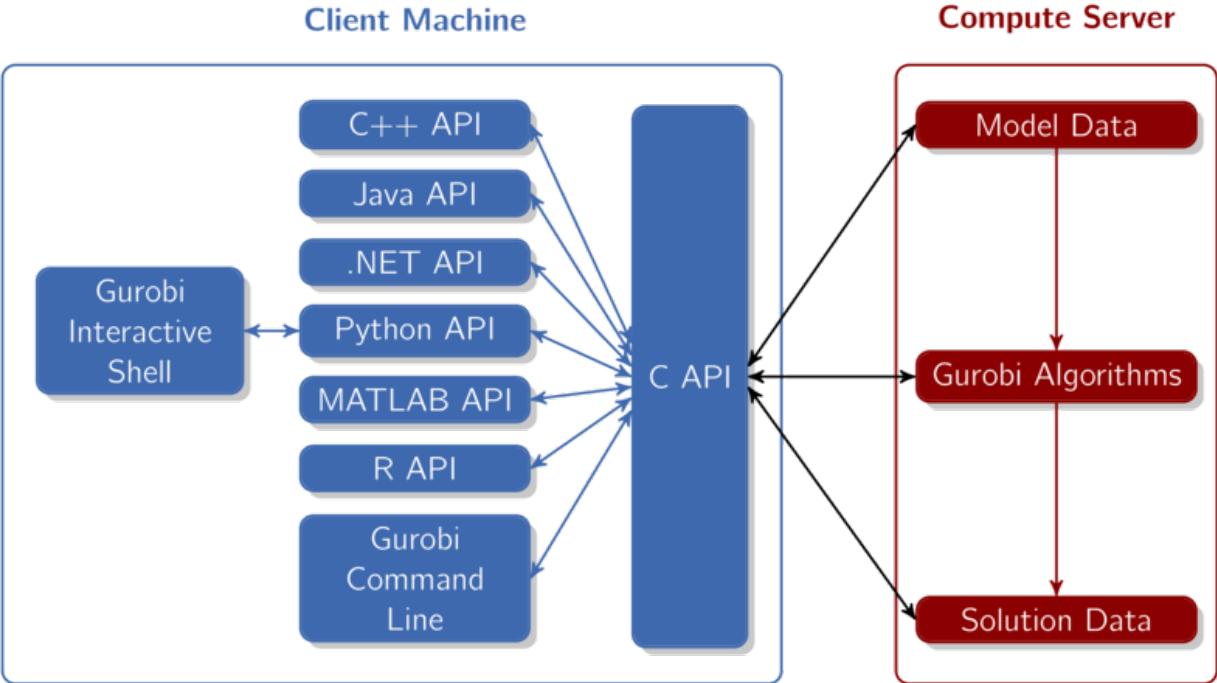 Client Machine
Compute Server
C++ API
Java API
.NET API
Python API
MATLAB API
R API
Gurobi
Command
Line
Gurobi
Interactive
Shell
C API
Model Data
Gurobi Algorithms
Solution Data